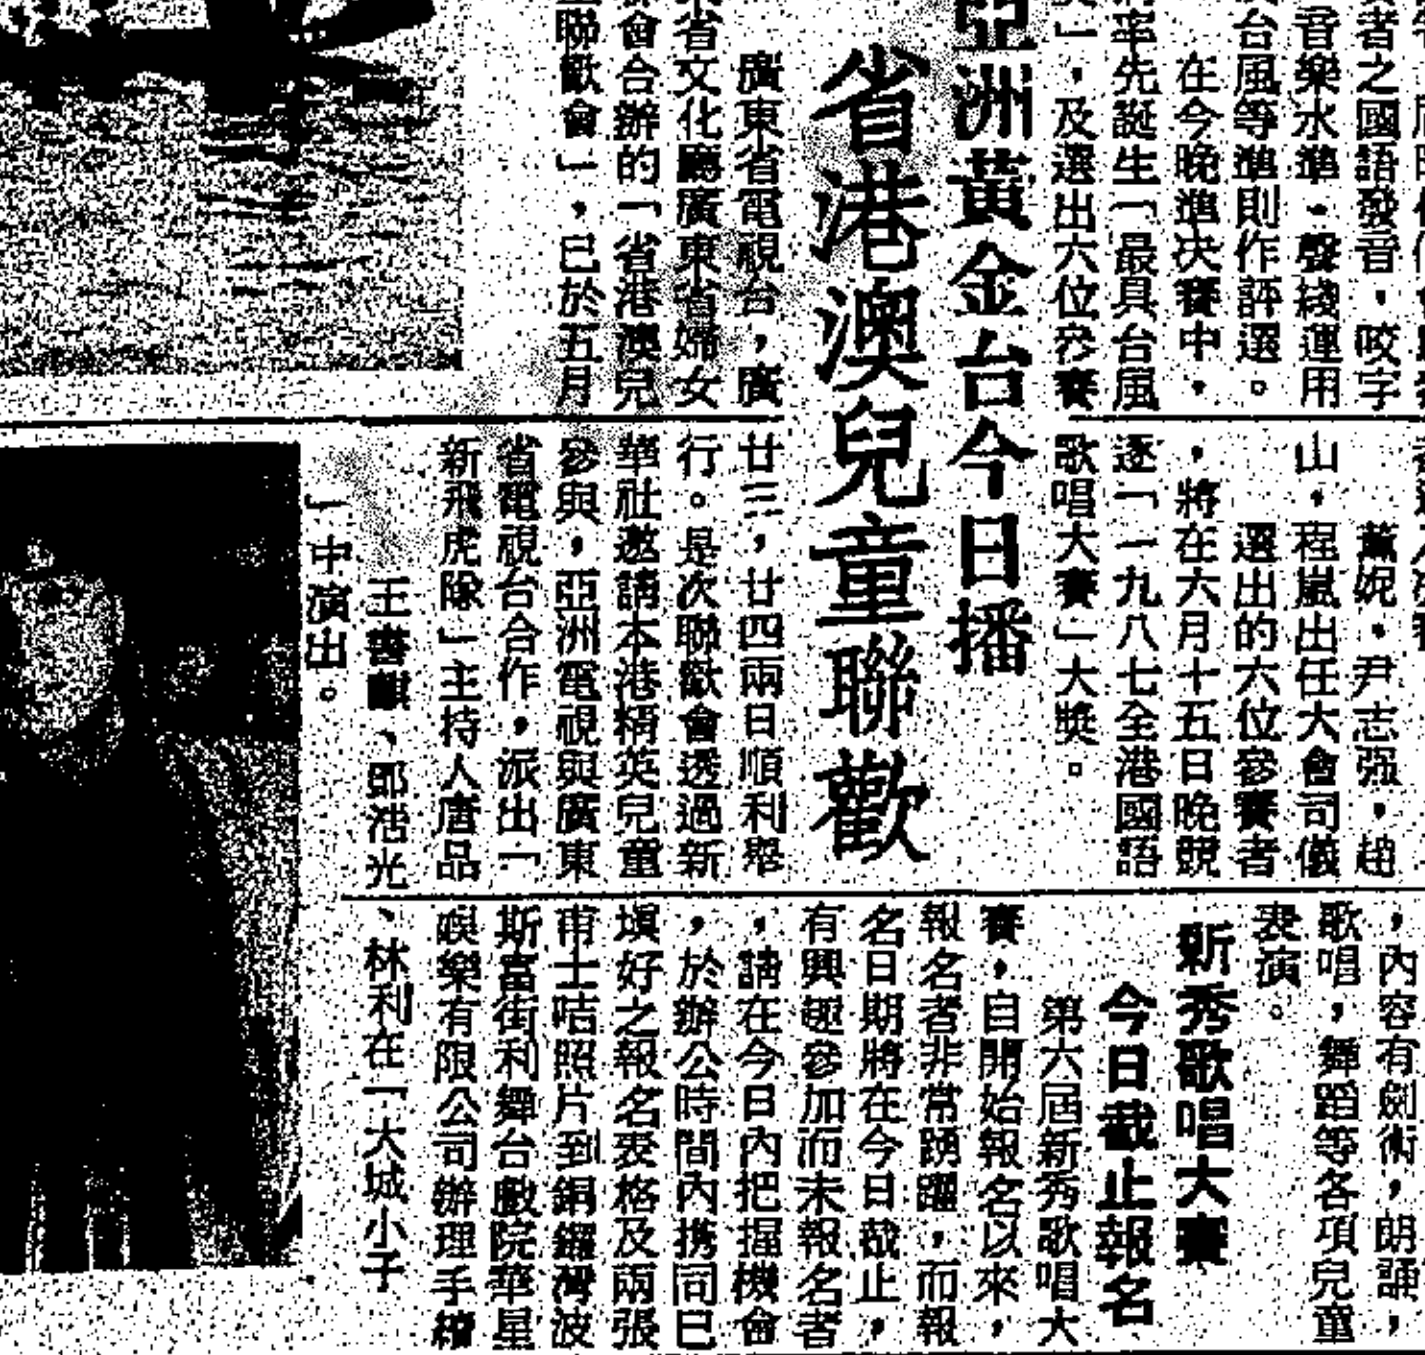 者之國語發音，咬字
音樂水準，聲綫運用
台風等準則作評選。
在今晚準決賽中，
率先誕生「最具台風
」，及選出六位參賽
薰妮，尹志强，趙
山，程嵐出任大會司儀
選出的六位參賽者
，將在六月十五日晚競
逐「一九八七全港國語
歌唱大賽」大獎。
亞洲黃金台今日播
省港澳兒童聯歡
廣東省電視台，廣
省文化廳廣東省婦女
會合辦的「省港澳兒
聯歡會」，已於五月
廿三，廿四兩日順利舉
行。是次聯歡會透過新
華社邀請本港精英兒童
參與，亞洲電視與廣東
省電視台合作，派出「
新飛虎隊」主持人唐品
，內容有劍術，朗誦，
歌唱，舞蹈等各項兒童
表演。
新秀歌唱大賽
今日截止報名
第六屆新秀歌唱大
賽，自開始報名以來，
報名者非常踴躍，而報
名日期將在今日截止，
有興趣參加而未報名者
，請在今日內把握機會
，於辦公時間內携同已
填好之報名表格及兩張
甫士咭照片到銅鑼灣波
斯富街利舞台戲院華星
娛樂有限公司辦理手續
王書麒、鄧浩光、林利在「大城小子
」中演出。